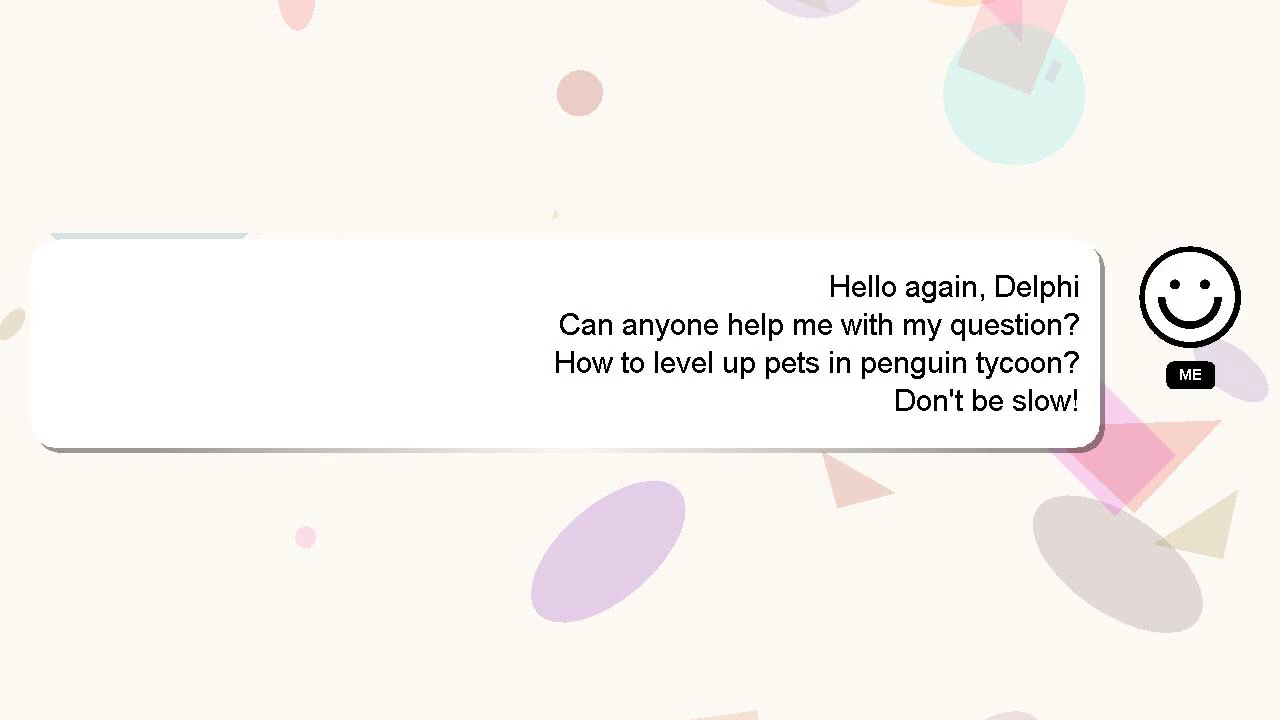 Hello again, Delphi
Can anyone help me with my question?
How to level up pets in penguin tycoon?
Don't be slow!
ME